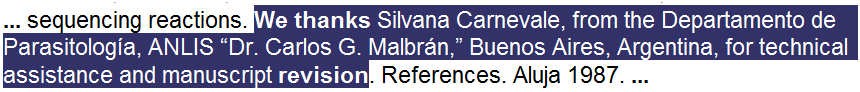 ... sequencing reactions. We thanks Silvana Carnevale, from the Departamento de
Parasitología, ANLIS “Dr. Carlos G. Malbrán,” Buenos Aires, Argentina, for technical
assistance and manuscript revision. References. Aluja 1987. ...